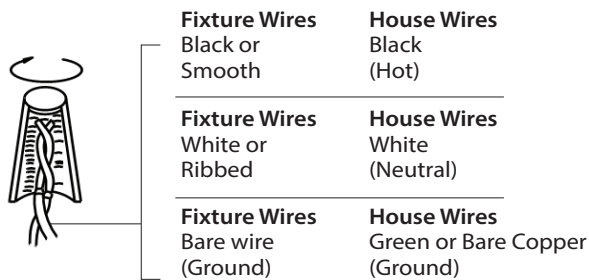 Fixture Wires House Wires
Black or Black
Smooth (Hot)
Fixture Wires House Wires
White or White
Ribbed (Neutral)
Fixture Wires House Wires
Bare wire Green or Bare Copper
(Ground) (Ground)